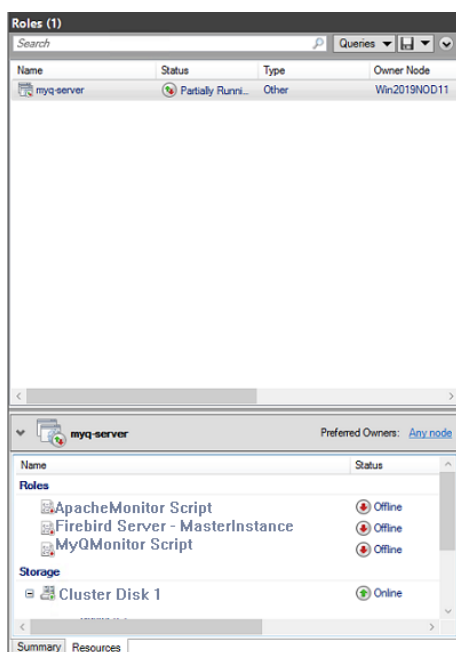 Roles (1)
Search Queries
Name Status Type Owner Node
myq-server Partially Runni... Other Win2019NOD11
myq-server Preferred Owners: Any node
Name Status
Roles
ApacheMonitor Script Offline
Firebird Server - MasterInstance Offline
MyQMonitor Script Offline
Storage
Cluster Disk 1 Online
Summary Resources